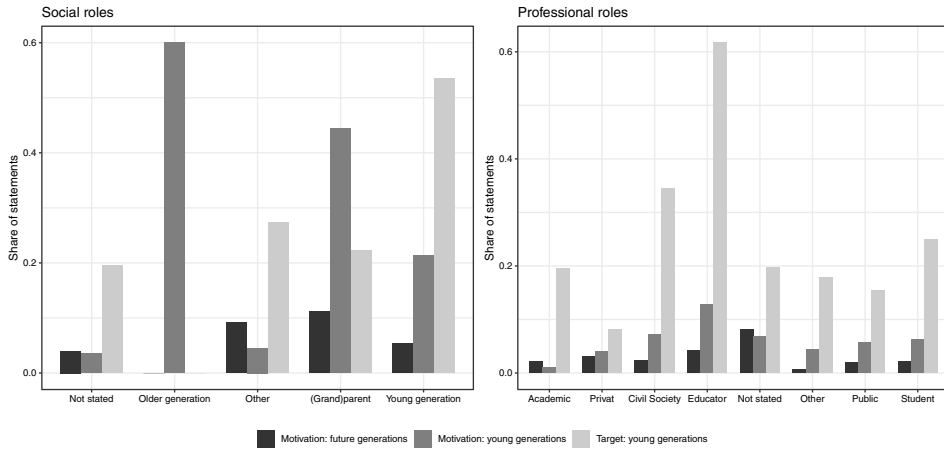 Social roles
Professional roles
Share of statements
0.6
0.4
0.2
0.0
Not stated Older generation Other (Grand)parent Young generation
Share of statements
0.6
0.4
0.2
0.0
Academic Privat Civil Society Educator Not stated Other Public Student
Motivation: future generations Motivation: young generations Target: young generations